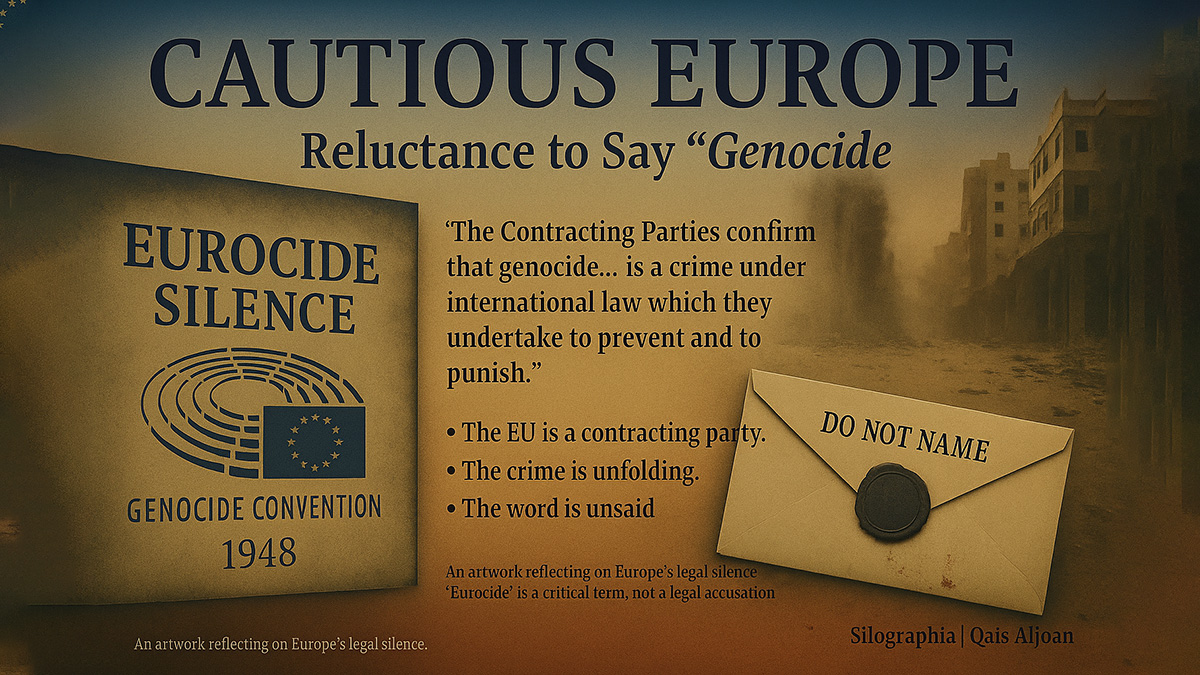 CAUTIOUS EUROPE
Reluctance to Say “Genocide
EUROCIDE
SILENCE
GENOCIDE CONVENTION
1948
‘The Contracting Parties confirm
that genocide... is a crime under
international law which they
undertake to prevent and to
punish.”
• The EU is a contracting party.
• The crime is unfolding.
• The word is unsaid
An artwork reflecting on Europe’s legal silence
‘Eurocide’ is a critical term, not a legal accusation
DO NOT NAME
An artwork reflecting on Europe’s legal silence.
Silographia | Qais Aljoan